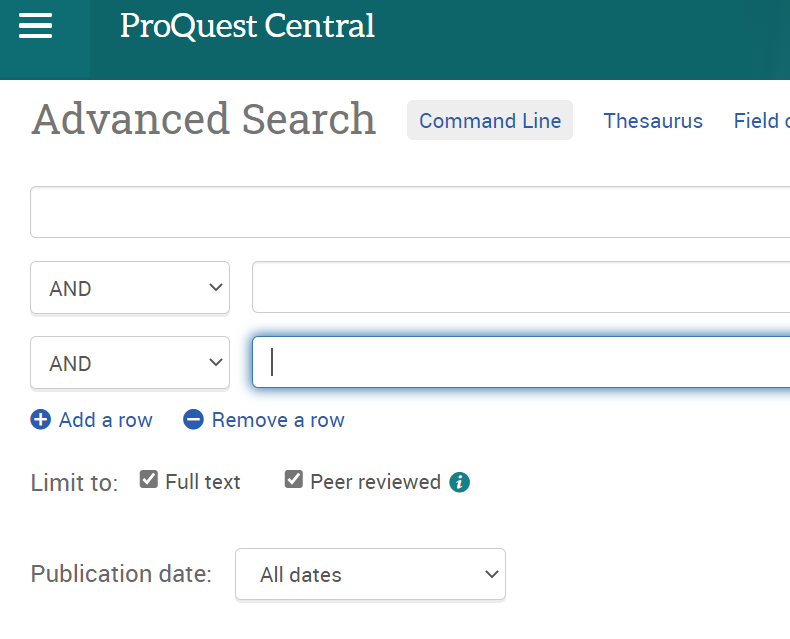 ProQuest Central
Advanced Search Command Line Thesaurus Field
AND
AND
Add a row Remove a row
Limit to: Full text Peer reviewed i
Publication date: All dates